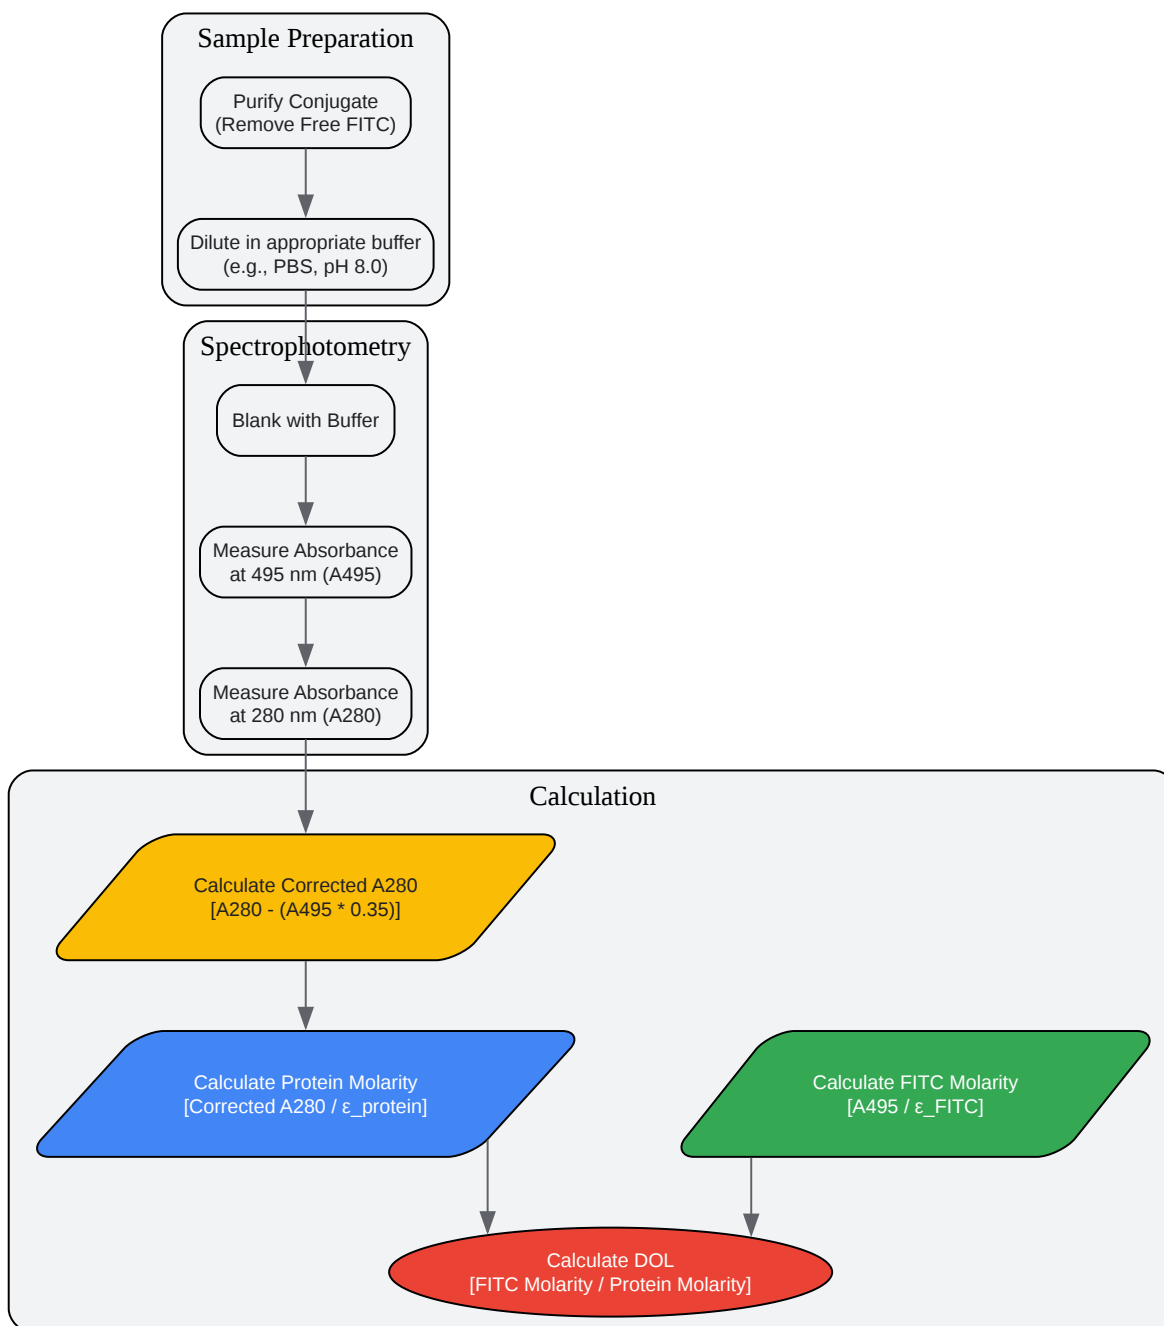 Sample Preparation
Purify Conjugate
(Remove Free FITC)
Dilute in appropriate buffer
(e.g., PBS, pH 8.0)
Spectrophotometry
Blank with Buffer
Measure Absorbance
at 495 nm (A495)
Measure Absorbance
at 280 nm (A280)
Calculation
Calculate Corrected A280
[A280 - (A495 * 0.35)]
Calculate Protein Molarity
[Corrected A280 / ε_protein]
Calculate FITC Molarity
[A495 / ε_FITC]
Calculate DOL
[FITC Molarity / Protein Molarity]